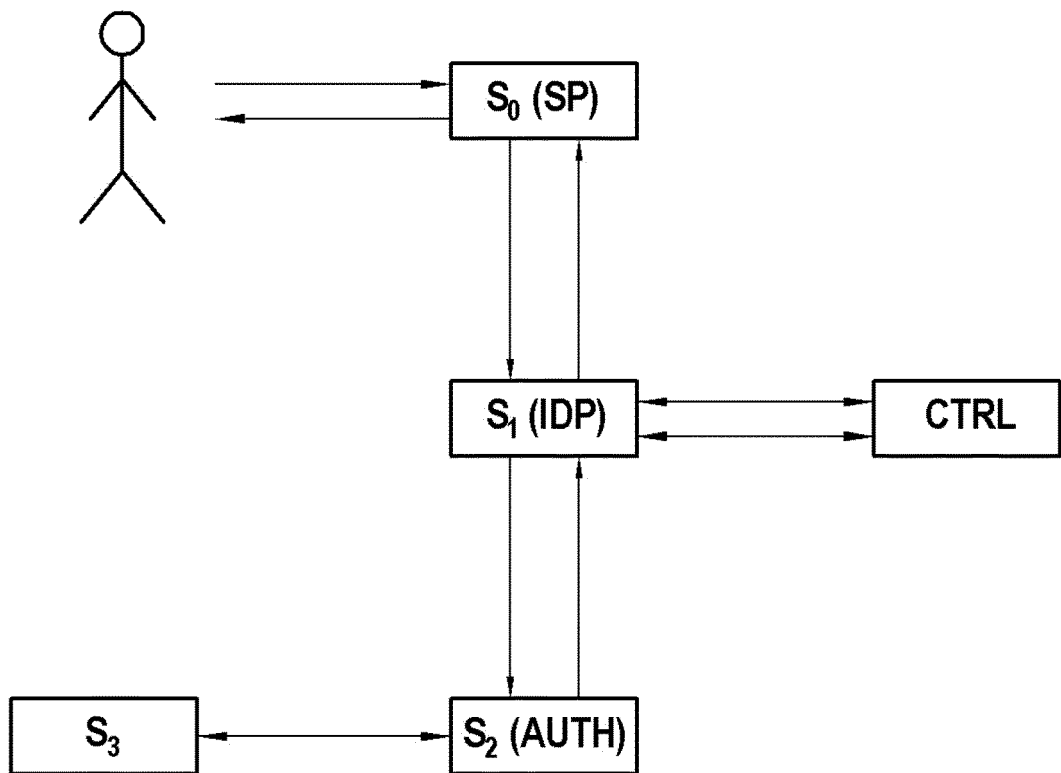 S₀ (SP)
S₁ (IDP)
CTRL
S₃
S₂ (AUTH)